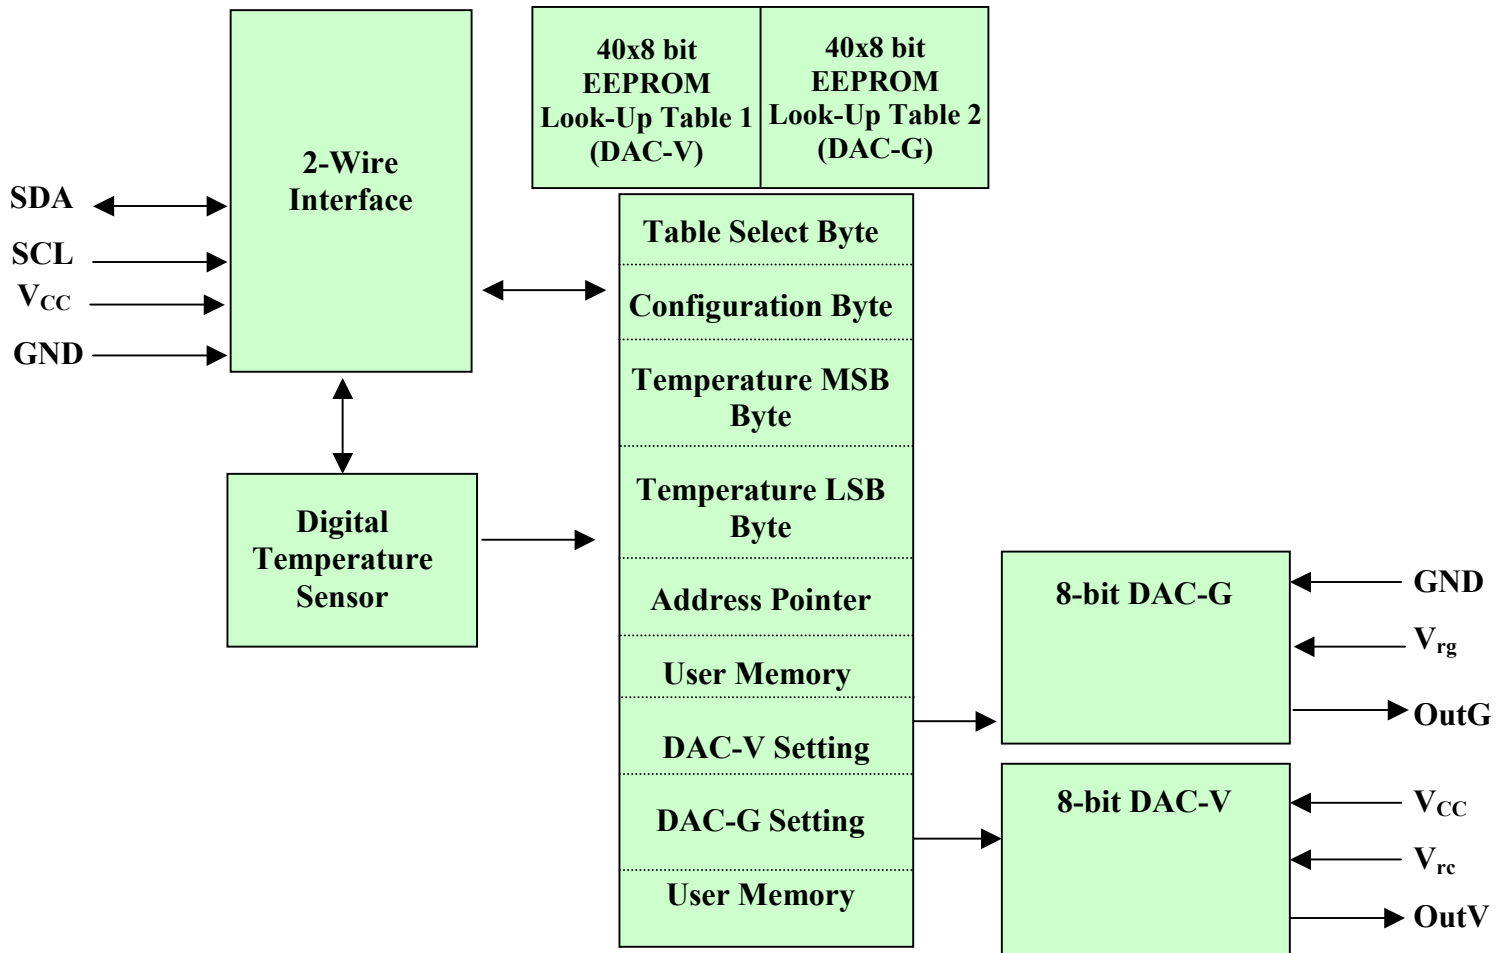 SDA
SCL
VCC
GND
2-Wire
Interface
Digital
Temperature
Sensor
40x8 bit
EEPROM
Look-Up Table 1
(DAC-V)
40x8 bit
EEPROM
Look-Up Table 2
(DAC-G)
Table Select Byte
Configuration Byte
Temperature MSB
Byte
Temperature LSB
Byte
Address Pointer
User Memory
DAC-V Setting
DAC-G Setting
User Memory
8-bit DAC-G
GND
Vrg
OutG
8-bit DAC-V
VCC
Vrc
OutV